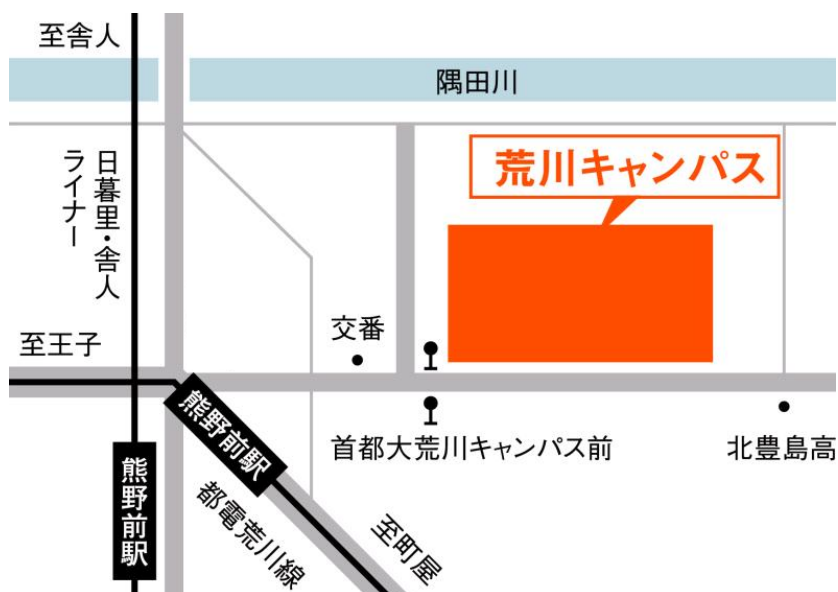 至舎人
隅田川
荒川キャンパス
日暮里・舎人
ライナー
交番
至王子
熊野前駅
首都大荒川キャンパス前
北豊島高
熊野前駅
都電荒川線
至町屋